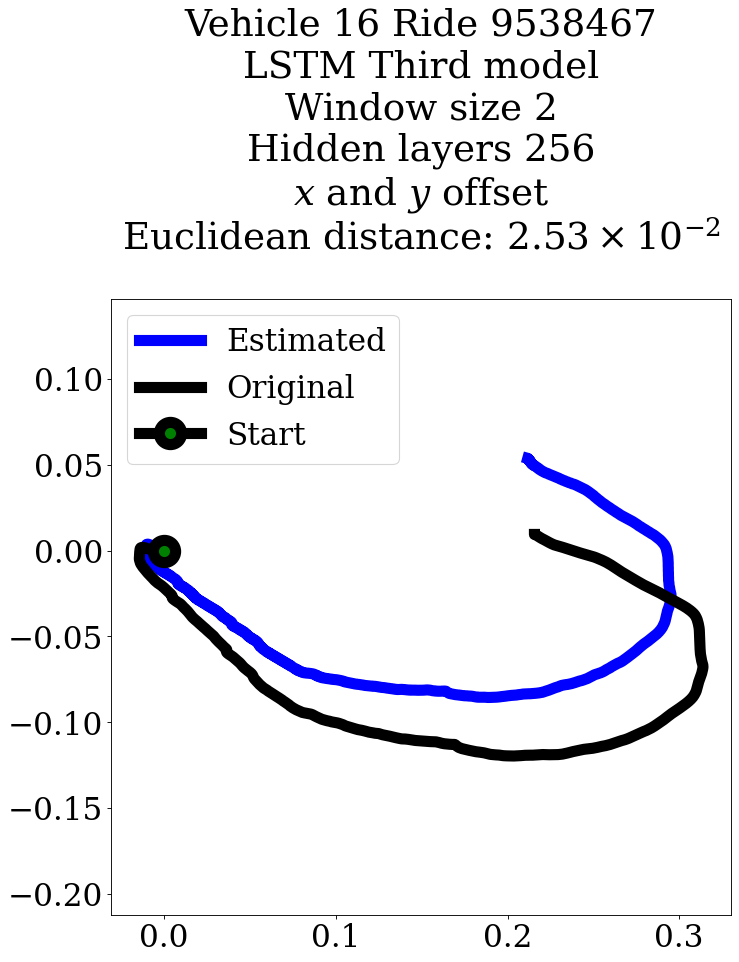 Vehicle 16 Ride 9538467
LSTM Third model
Window size 2
Hidden layers 256
x and y offset
Euclidean distance: 2.53 × 10⁻²
Estimated
Original
Start
0.10
0.05
0.00
−0.05
−0.10
−0.15
−0.20
0.0 0.1 0.2 0.3